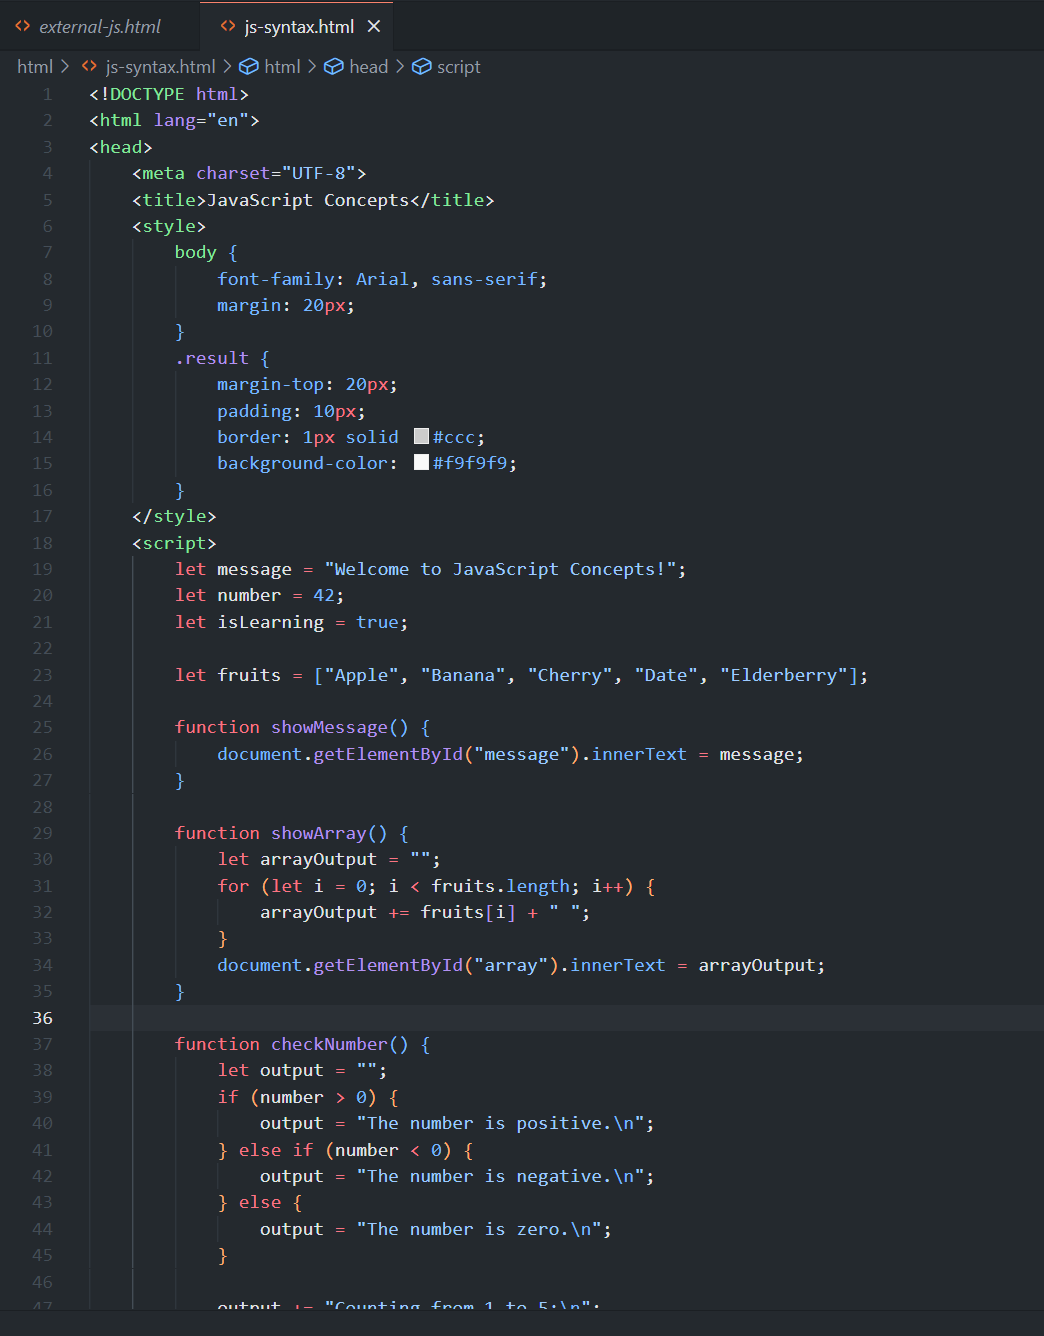 external-js.html
js-syntax.html
html > js-syntax.html > html > head > script
1 <!DOCTYPE html>
2 <html lang="en">
3 <head>
4     <meta charset="UTF-8">
5     <title>JavaScript Concepts</title>
6     <style>
7         body {
8             font-family: Arial, sans-serif;
9             margin: 20px;
10         }
11         .result {
12             margin-top: 20px;
13             padding: 10px;
14             border: 1px solid #ccc;
15             background-color: #f9f9f9;
16         }
17     </style>
18     <script>
19         let message = "Welcome to JavaScript Concepts!";
20         let number = 42;
21         let isLearning = true;
22
23         let fruits = ["Apple", "Banana", "Cherry", "Date", "Elderberry"];
24
25         function showMessage() {
26             document.getElementById("message").innerText = message;
27         }
28
29         function showArray() {
30             let arrayOutput = "";
31             for (let i = 0; i < fruits.length; i++) {
32                 arrayOutput += fruits[i] + " ";
33             }
34             document.getElementById("array").innerText = arrayOutput;
35         }
36
37         function checkNumber() {
38             let output = "";
39             if (number > 0) {
40                 output = "The number is positive.\n";
41             } else if (number < 0) {
42                 output = "The number is negative.\n";
43             } else {
44                 output = "The number is zero.\n";
45             }
46
47             output += "Counting from 1 to 5:\n";